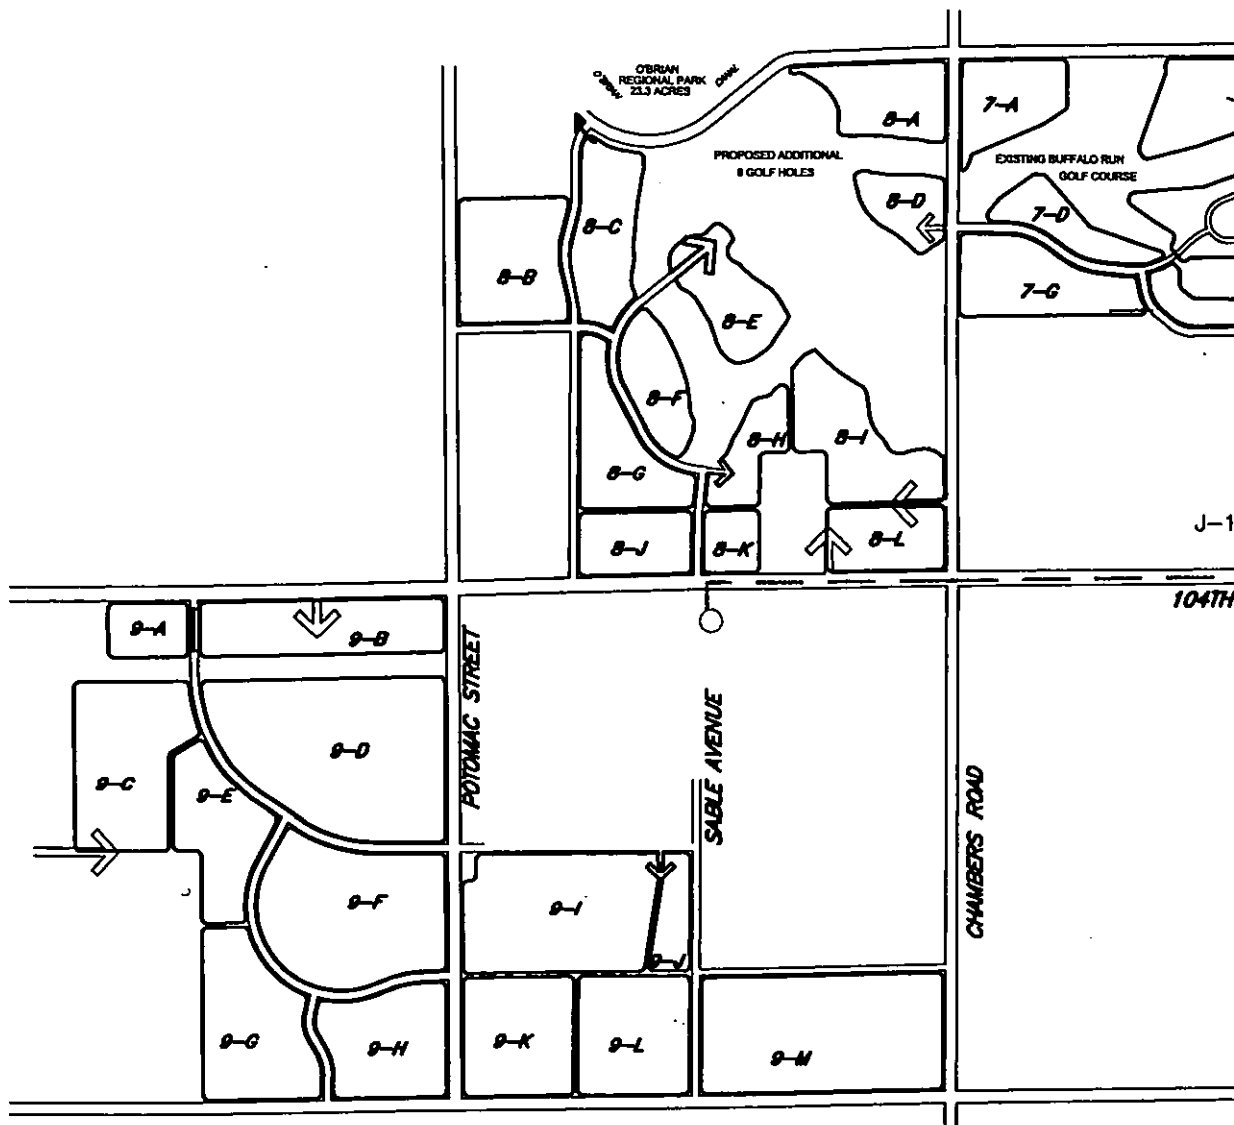 O'BRIAN
REGIONAL PARK
23.3 ACRES
O'BRIAN
CANAL
8-A
7-A
PROPOSED ADDITIONAL
9 GOLF HOLES
EXISTING BUFFALO RUN
GOLF COURSE
8-D
7-D
8-C
8-B
7-G
8-E
8-F
8-H
8-I
8-G
J-1
8-J
8-K
8-L
104TH
9-A
9-B
POTOMAC STREET
SABLE AVENUE
CHAMBERS ROAD
9-D
9-C
9-E
9-F
9-I
9-J
9-G
9-H
9-K
9-L
9-M